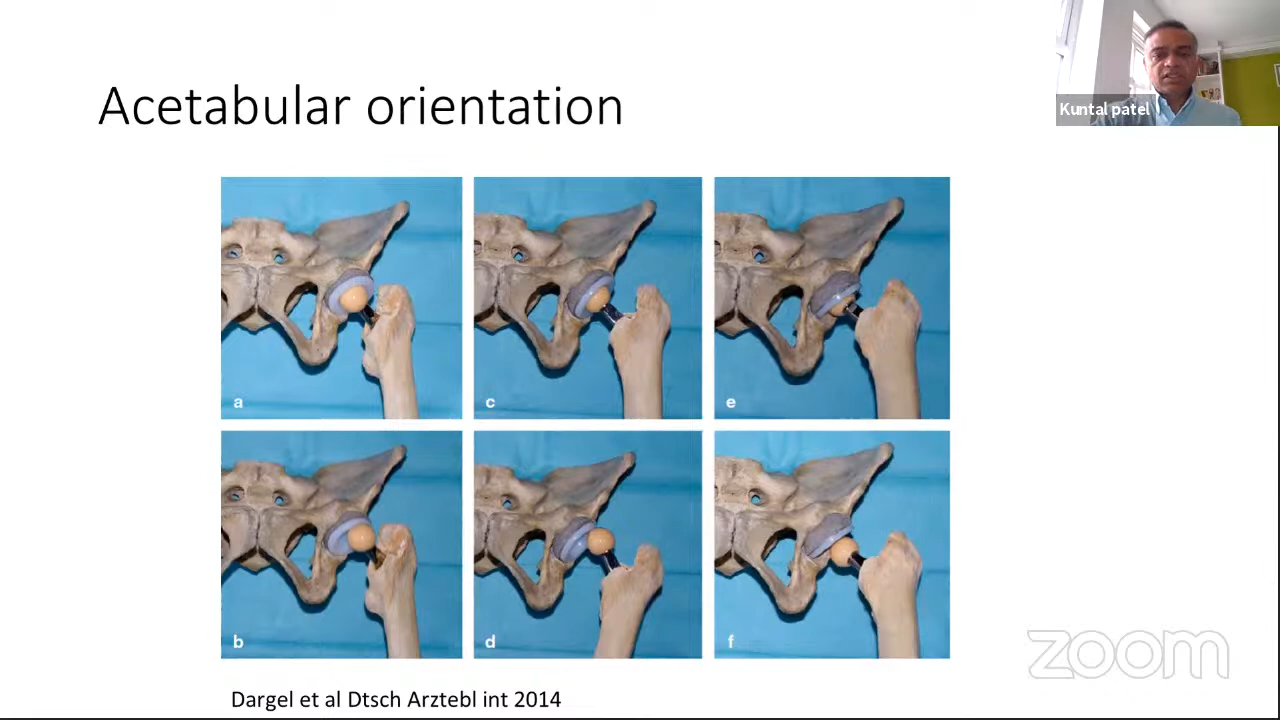 Acetabular orientation
Kuntal patel
a
c
e
b
d
f
Dargel et al Dtsch Arztebl int 2014
zoom